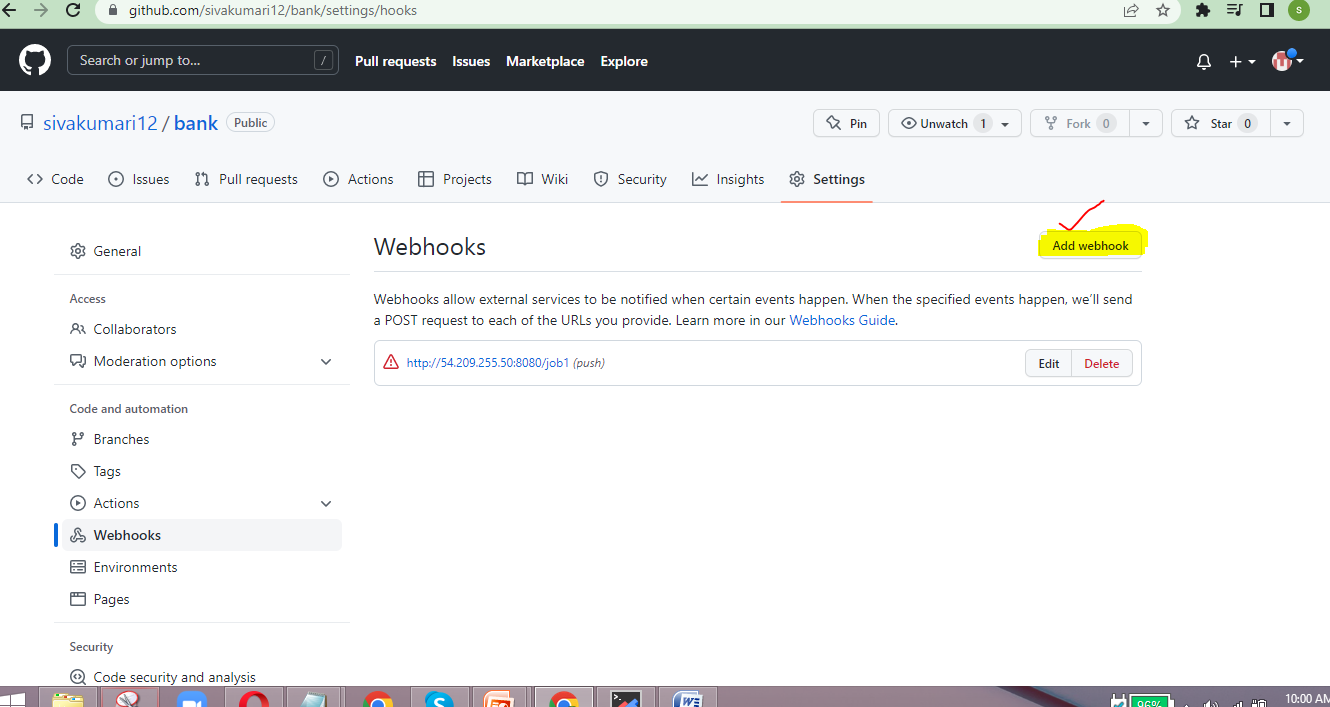 github.com/sivakumari12/bank/settings/hooks
S
Search or jump to... /
Pull requests Issues Marketplace Explore
sivakumari12 / bank Public
Pin Unwatch 1 Fork 0 Star 0
Code Issues Pull requests Actions Projects Wiki Security Insights Settings
General
Access
Collaborators
Moderation options
Code and automation
Branches
Tags
Actions
Webhooks
Environments
Pages
Security
Code security and analysis
Webhooks
Add webhook
Webhooks allow external services to be notified when certain events happen. When the specified events happen, we'll send
a POST request to each of the URLs you provide. Learn more in our Webhooks Guide.
http://54.209.255.50:8080/job1 (push)
Edit Delete
96%
10:00 AM